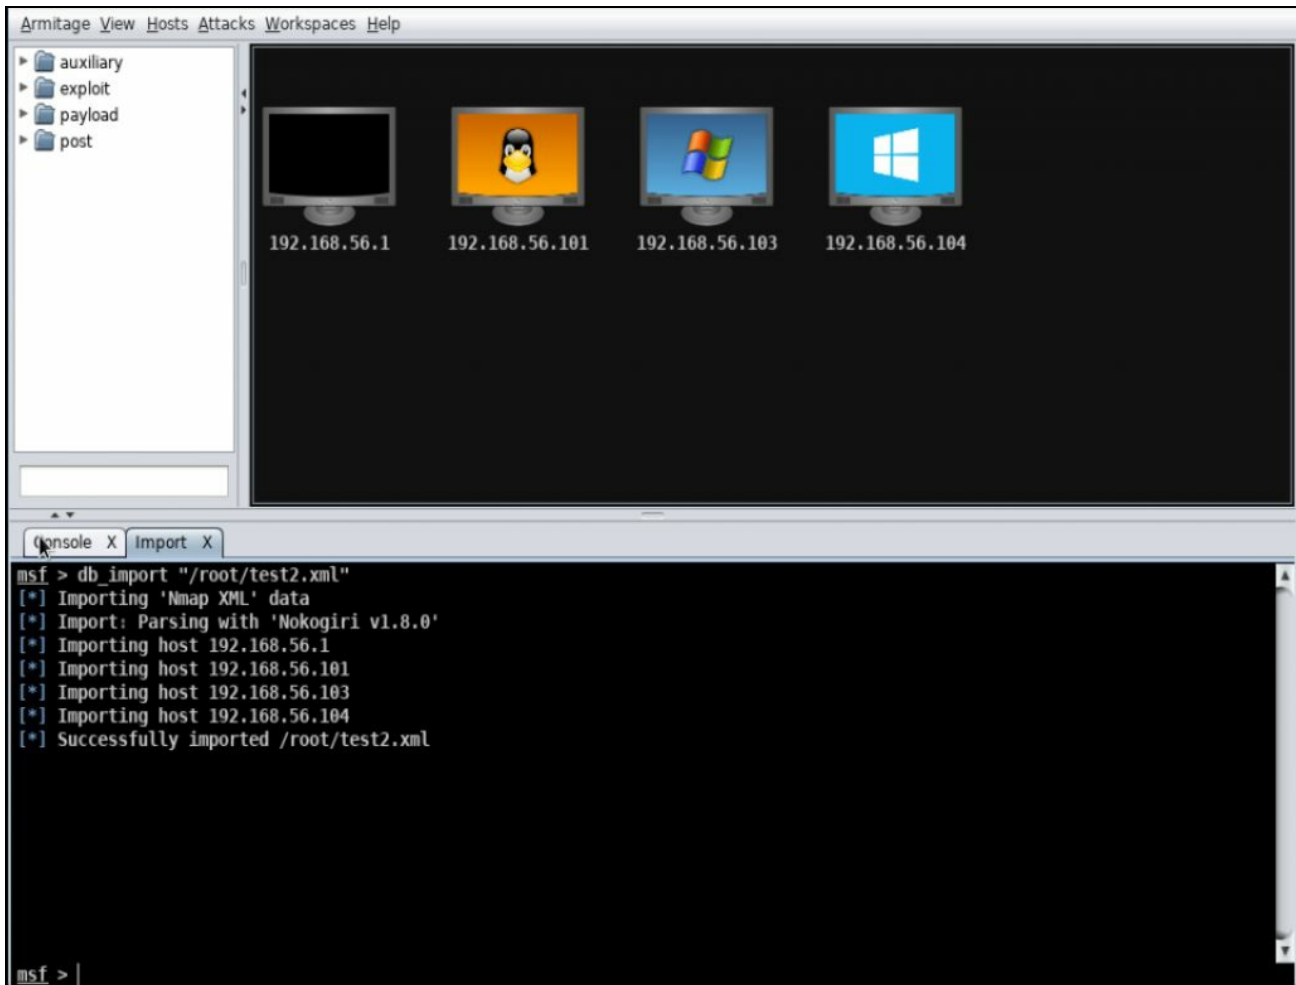 Armitage View Hosts Attacks Workspaces Help
auxiliary
exploit
payload
post
192.168.56.1 192.168.56.101 192.168.56.103 192.168.56.104
Console X Import X
msf > db_import "/root/test2.xml"
[*] Importing 'Nmap XML' data
[*] Import: Parsing with 'Nokogiri v1.8.0'
[*] Importing host 192.168.56.1
[*] Importing host 192.168.56.101
[*] Importing host 192.168.56.103
[*] Importing host 192.168.56.104
[*] Successfully imported /root/test2.xml
msf >